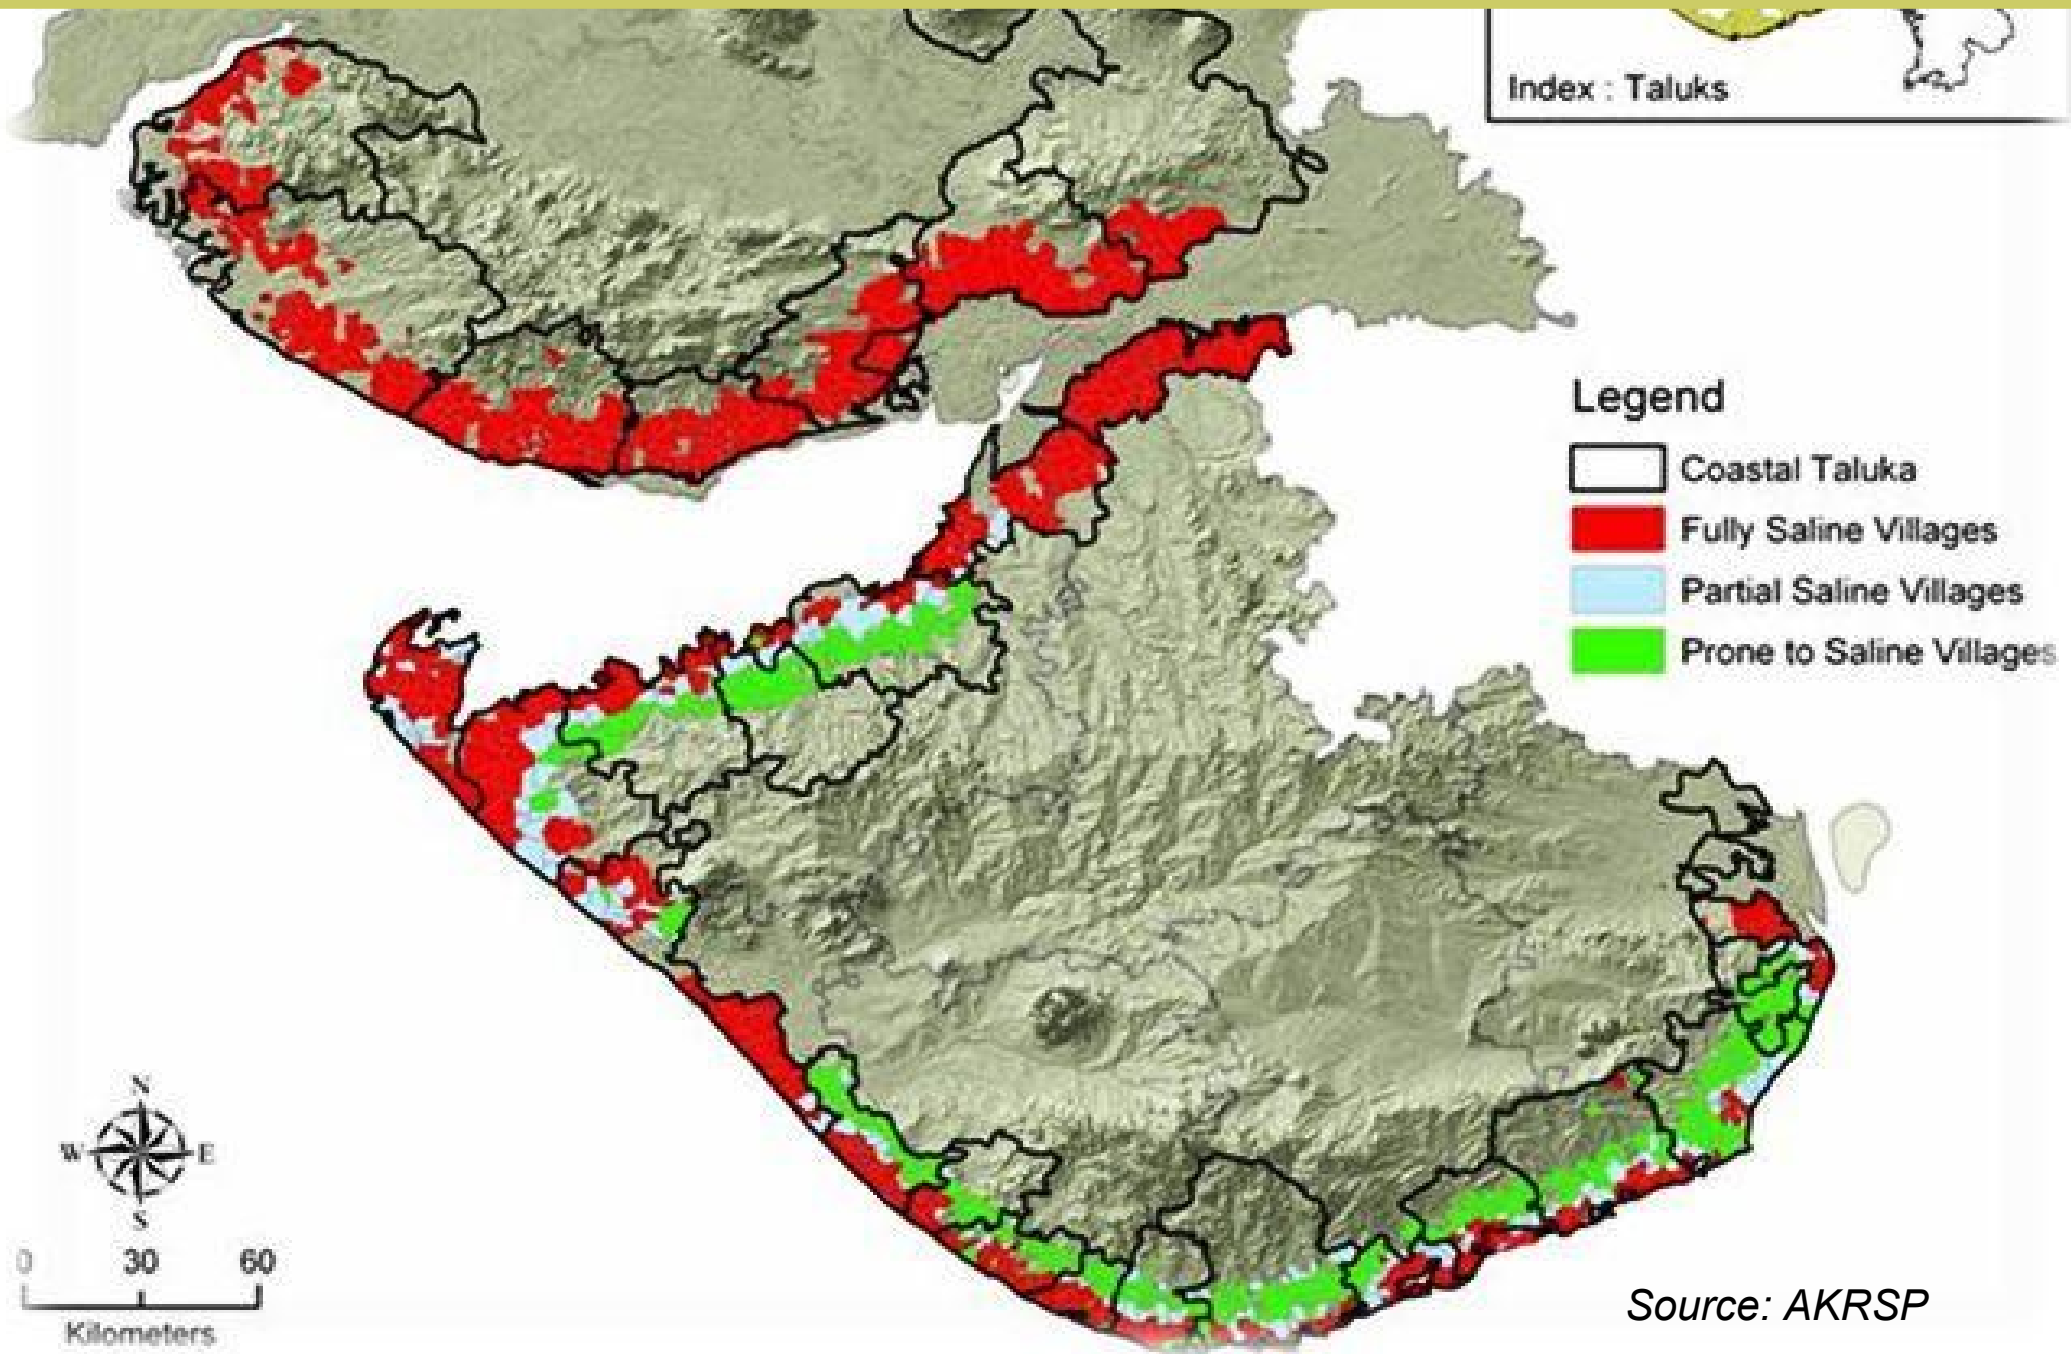 Index : Taluks
Legend
Coastal Taluka
Fully Saline Villages
Partial Saline Villages
Prone to Saline Villages
N
W E
S
0 30 60
Kilometers
Source: AKRSP